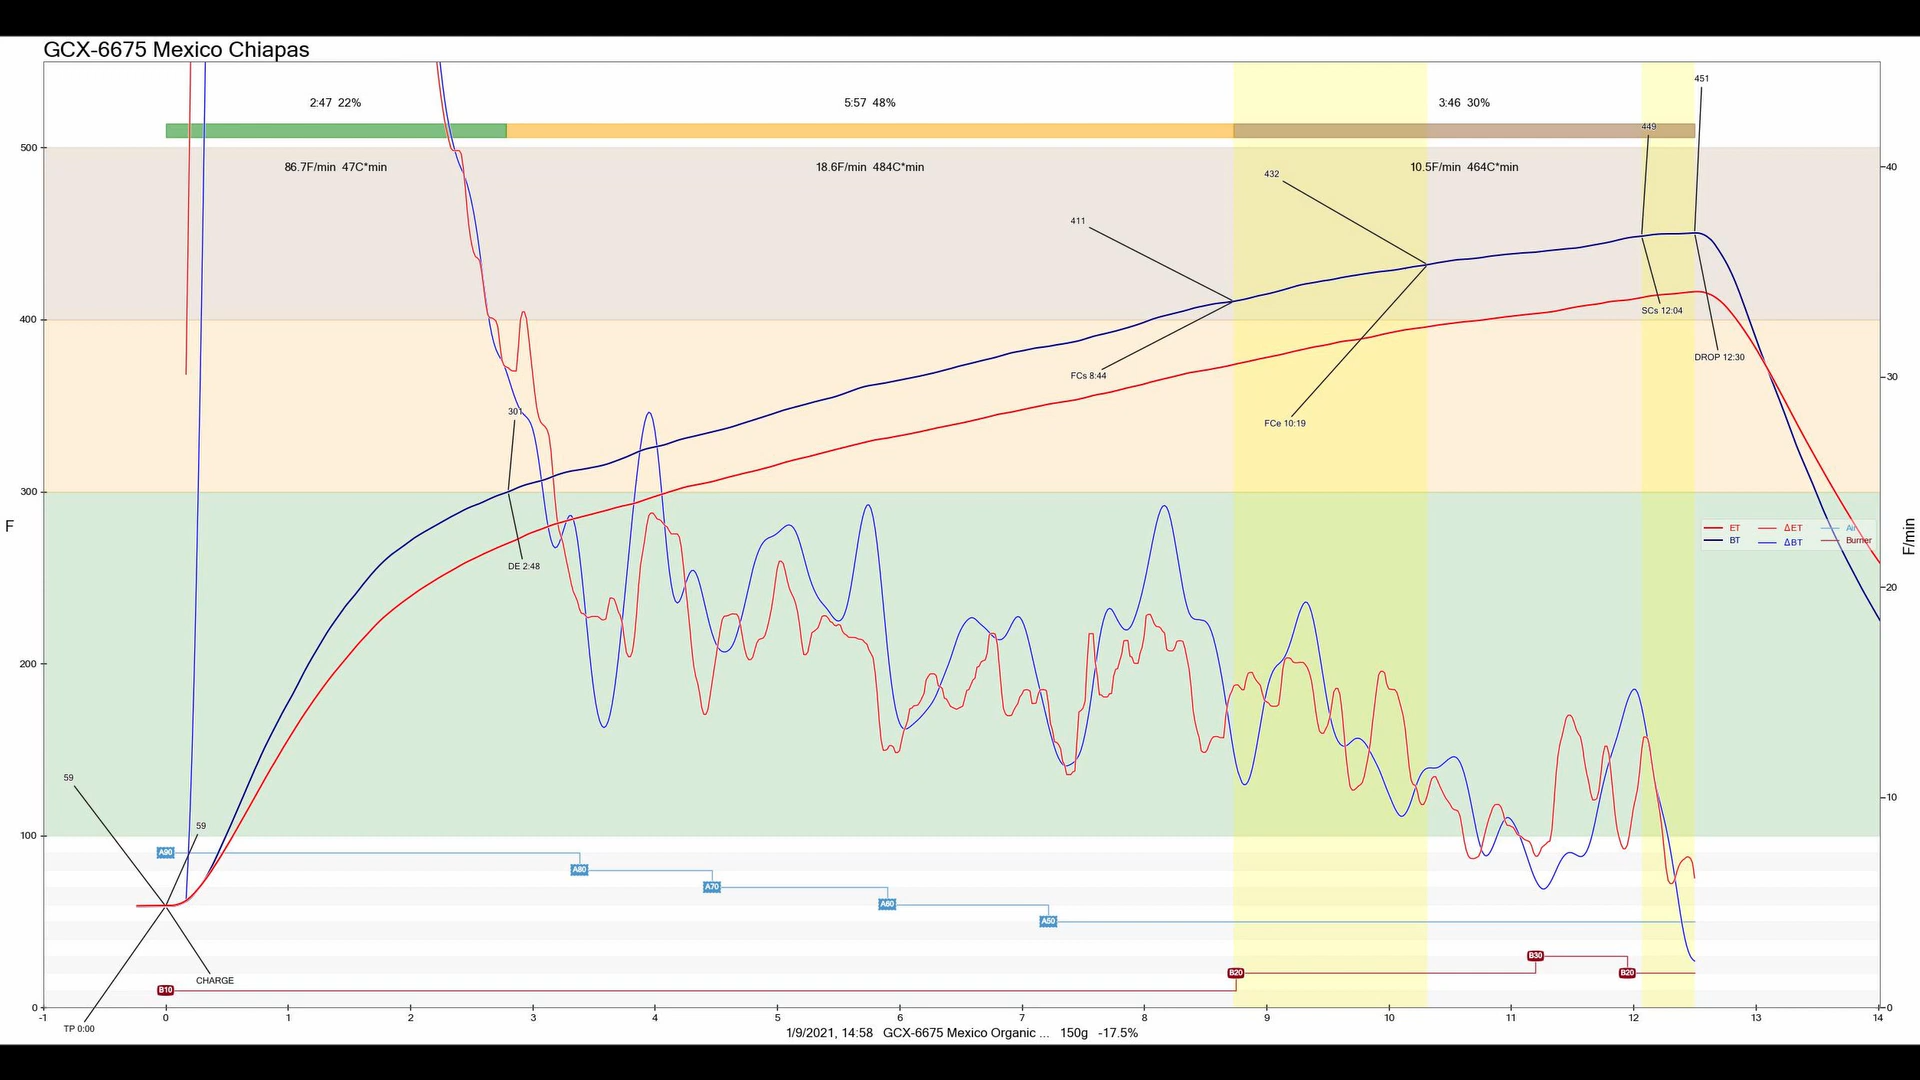 GCX-6675 Mexico Chiapas
451
2:47 22%
5:57 48%
3:46 30%
449
500
86.7F/min 47C*min
18.6F/min 484C*min
10.5F/min 464C*min
40
432
411
SCs 12:04
400
DROP 12:30
FCs 8:44
30
301
FCe 10:19
300
F
F/min
ET
ΔET
Air
BT
ΔBT
Burner
DE 2:48
20
200
59
10
59
100
A90
A80
A70
A60
A50
B30
B20
B20
CHARGE
B10
0
0
-1 0 1 2 3 4 5 6 7 8 9 10 11 12 13 14
TP 0:00
1/9/2021, 14:58 GCX-6675 Mexico Organic ... 150g -17.5%